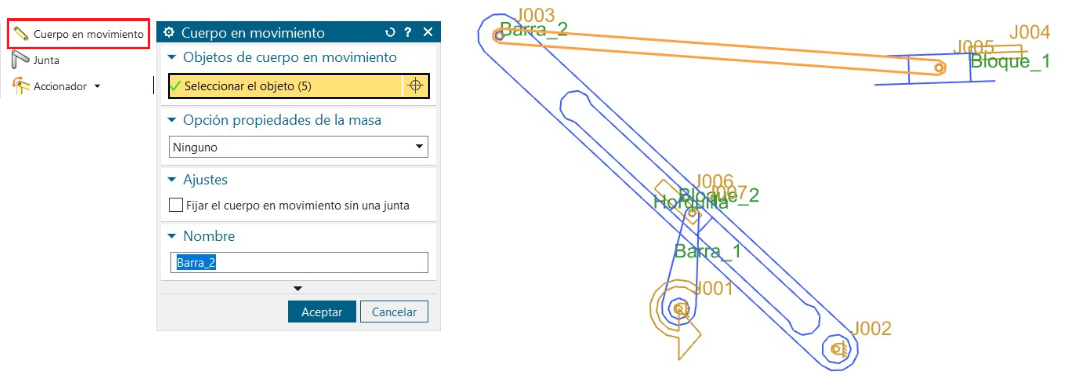 Cuerpo en movimiento
Junta
Accionador
Cuerpo en movimiento
Objetos de cuerpo en movimiento
Seleccionar el objeto (5)
Opción propiedades de la masa
Ninguno
Ajustes
Fijar el cuerpo en movimiento sin una junta
Nombre
Barra_2
Aceptar
Cancelar
J003
Barra_2
J004
J005
Bloque_1
J006
J007
Bloque_2
Horquilla
Barra_1
J001
J002